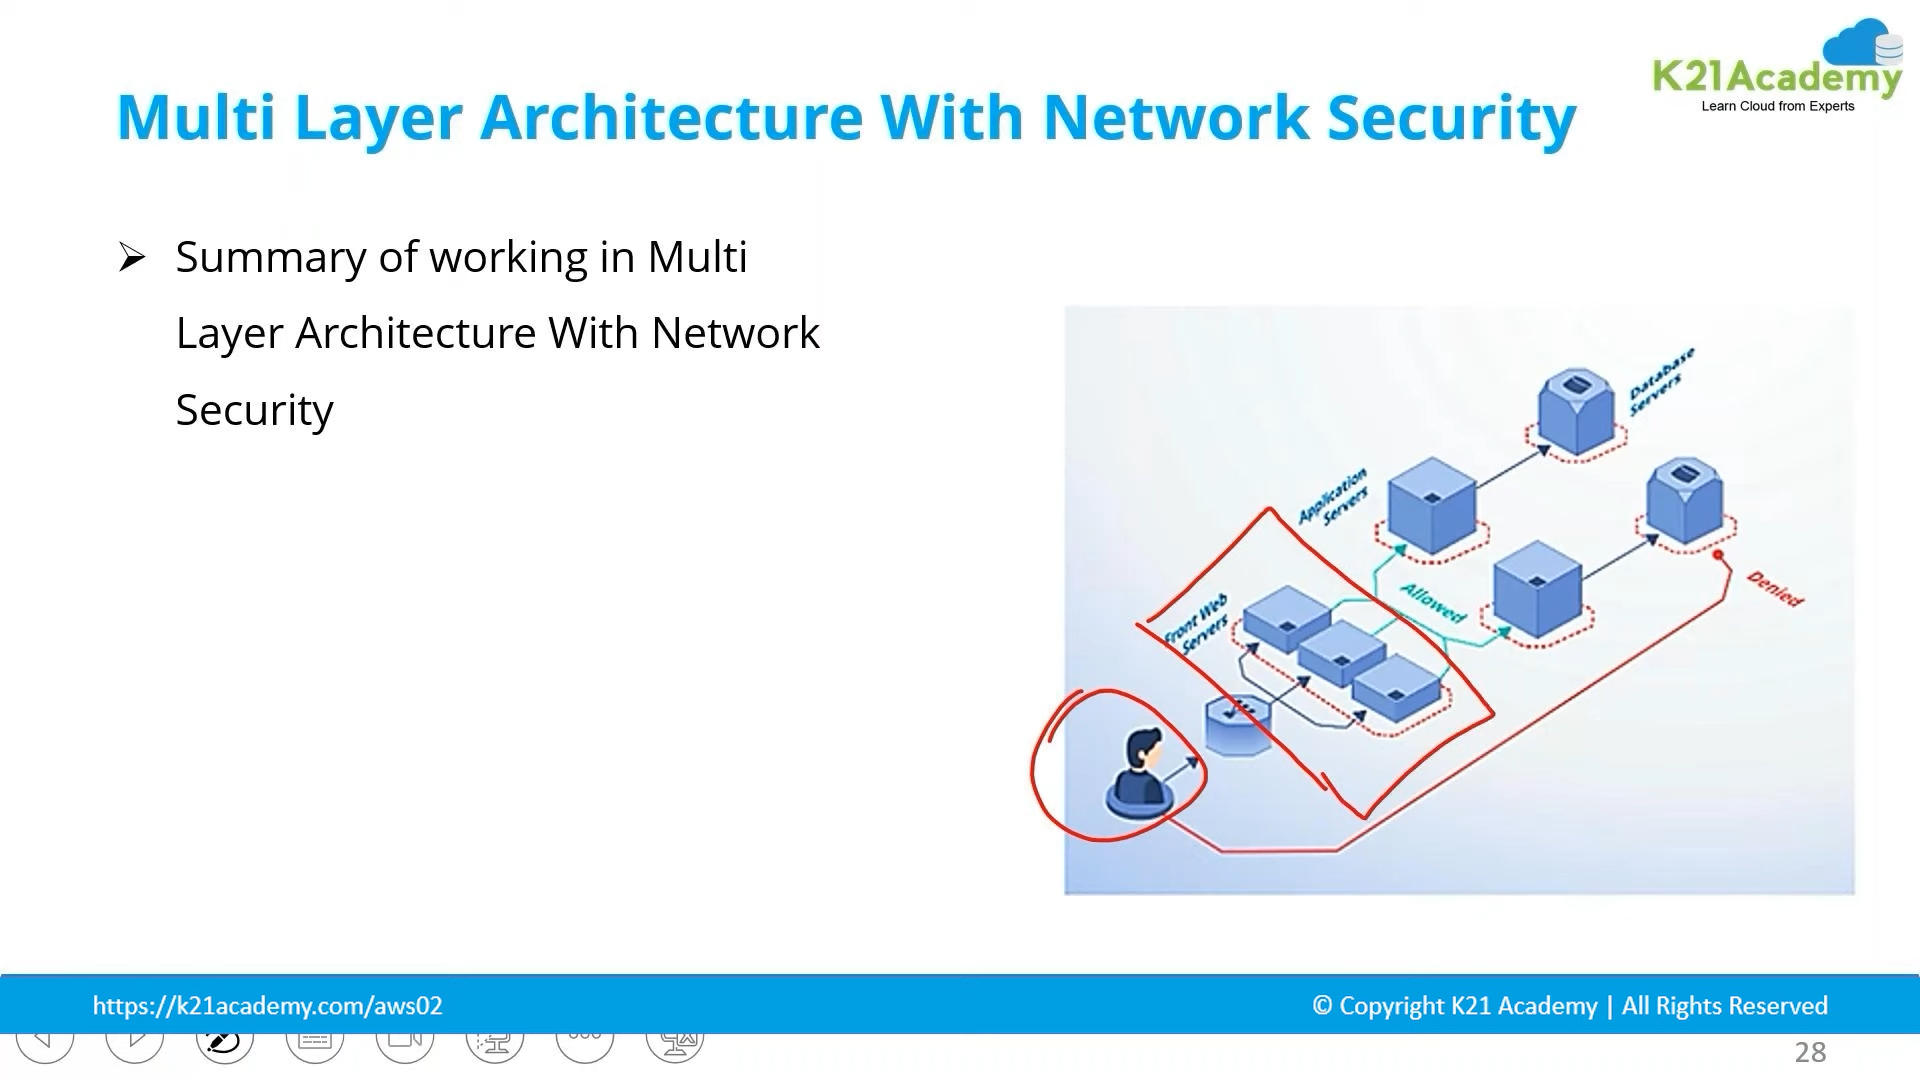 K21Academy
Learn Cloud from Experts
Multi Layer Architecture With Network Security
➢ Summary of working in Multi
Layer Architecture With Network
Security
Database
Servers
Application
Servers
Front Web
Servers
Allowed
Denied
https://k21academy.com/aws02
© Copyright K21 Academy | All Rights Reserved
28